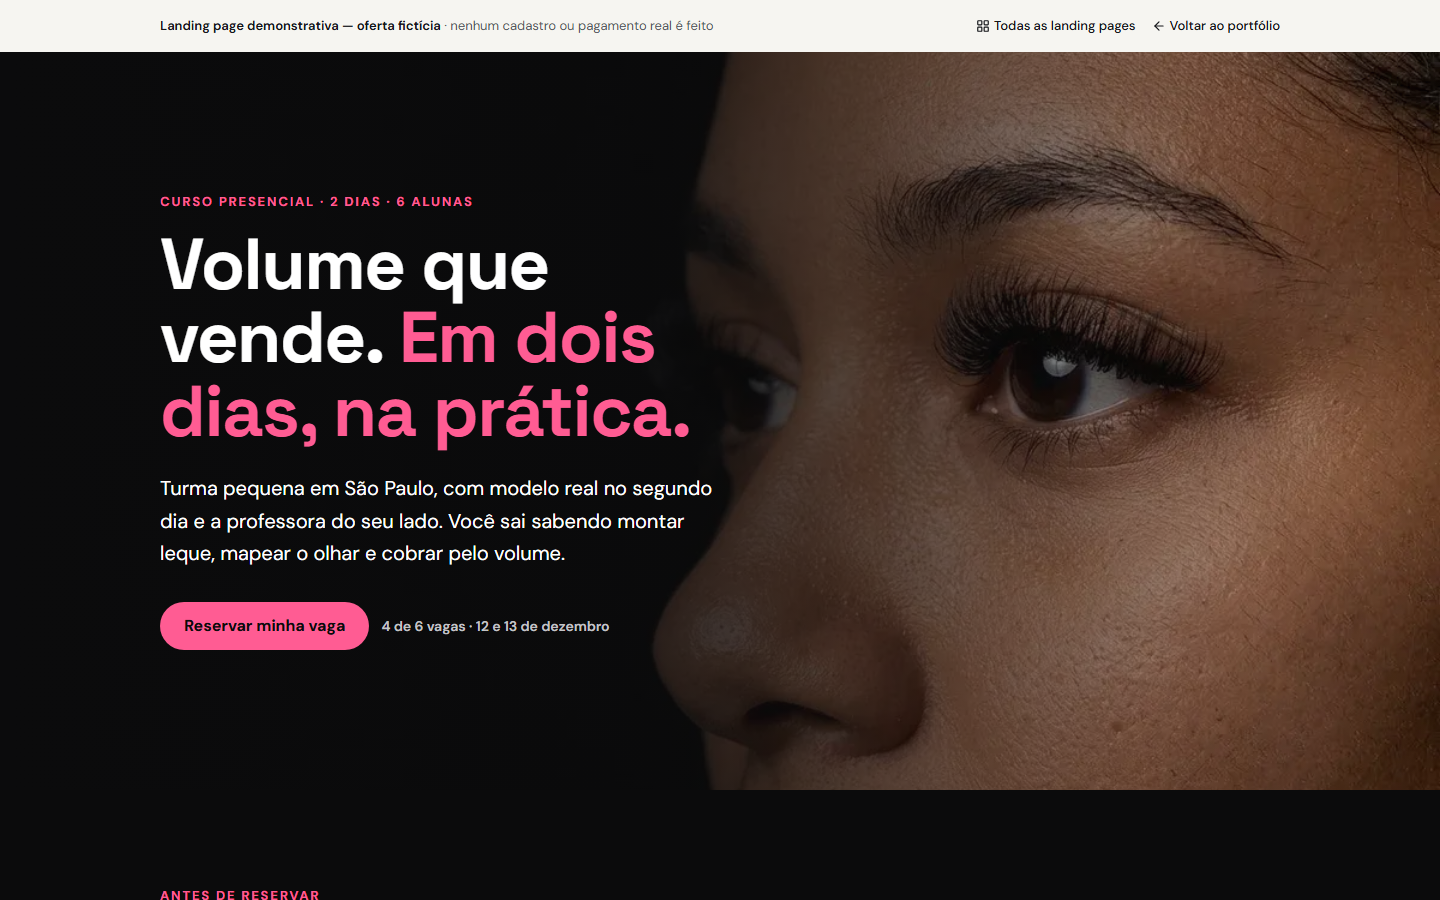 Landing page demonstrativa — oferta fictícia · nenhum cadastro ou pagamento real é feito
Todas as landing pages
Voltar ao portfólio
CURSO PRESENCIAL · 2 DIAS · 6 ALUNAS
Volume que
vende. Em dois
dias, na prática.
Turma pequena em São Paulo, com modelo real no segundo
dia e a professora do seu lado. Você sai sabendo montar
leque, mapear o olhar e cobrar pelo volume.
Reservar minha vaga
4 de 6 vagas · 12 e 13 de dezembro
ANTES DE RESERVAR